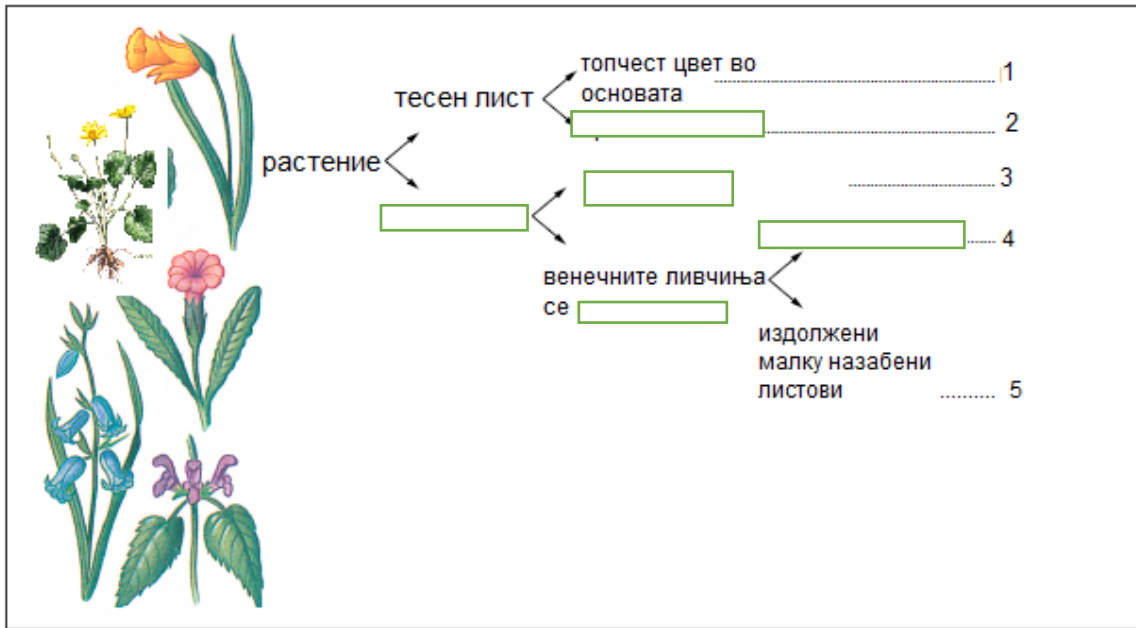 топчест цвет во
основата
1
тесен лист
2
растение
3
4
венечните ливчиња
се
издолжени
малку назабени
листови
5